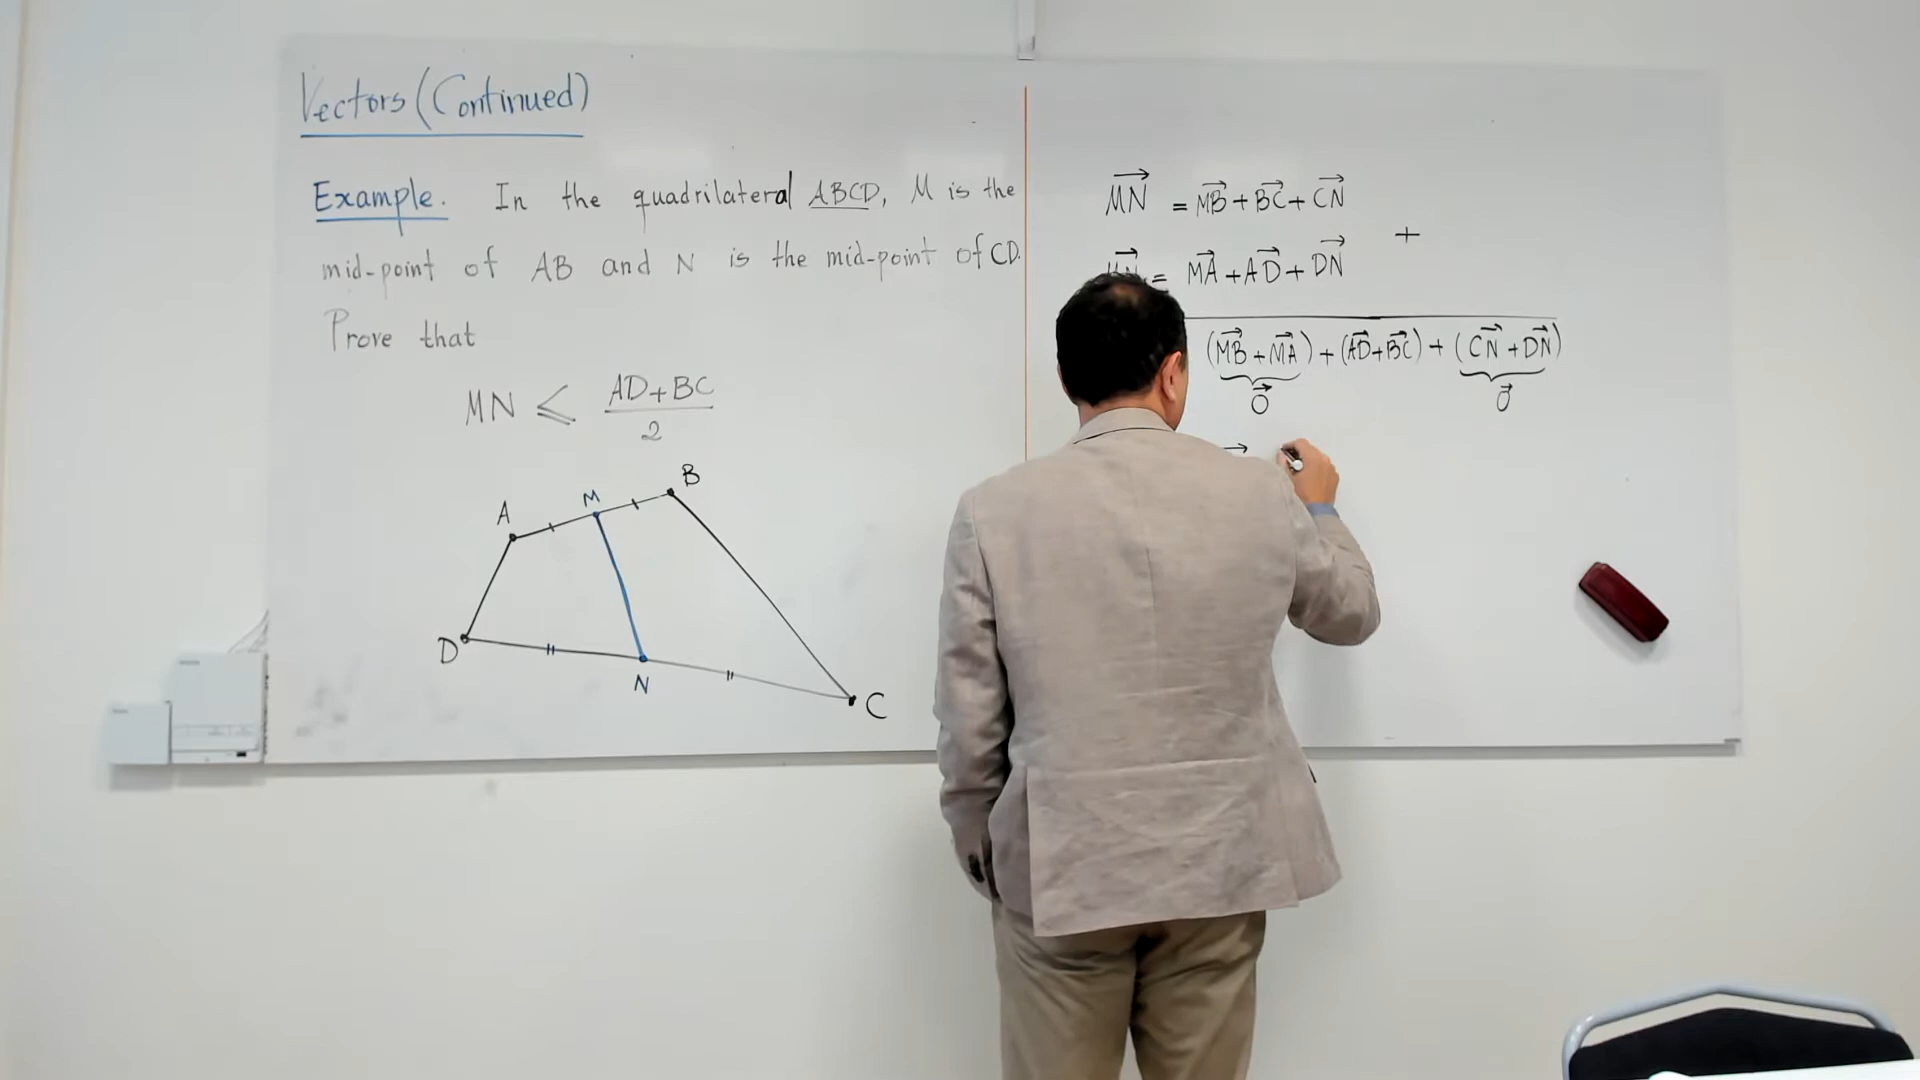 Vectors (Continued)
Example. In the quadrilateral ABCD, M is the
mid-point of AB and N is the mid-point of CD.
Prove that
MN ⩽ (AD+BC)/2
A
M
B
D
N
C
→MN = →MB + →BC + →CN
+
= →MA + →AD + →DN
(→MB + →MA) + (→AD + →BC) + (→CN + →DN)
→0
→0